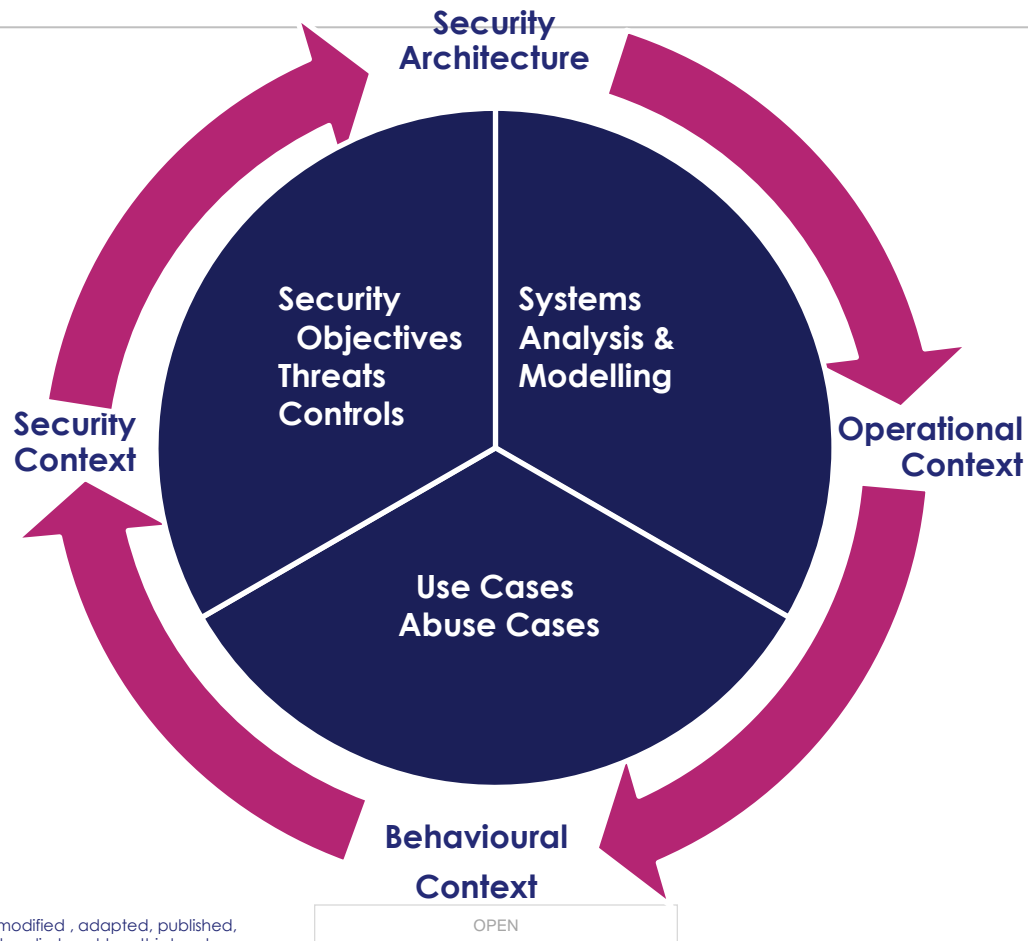 Security
Architecture
Security
Objectives
Threats
Controls
Systems
Analysis &
Modelling
Security
Context
Operational
Context
Use Cases
Abuse Cases
Behavioural
Context
modified , adapted, published,
OPEN